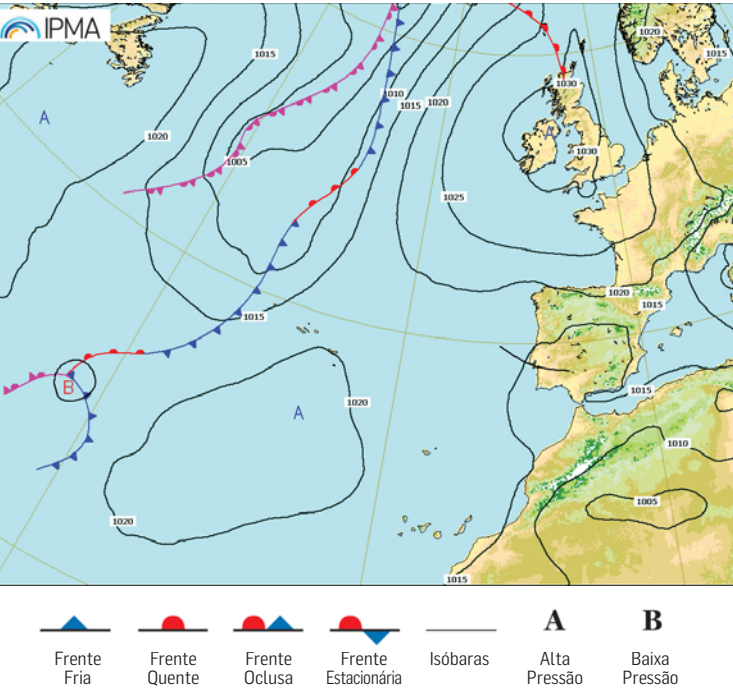 IPMA
1020
1015
1015
1030
1010
1015
1020
A
1020
A
1030
1005
1025
1020
1015
1015
B
1015
A
1020
1010
1005
1020
1015
A
B
Frente
Fria
Frente
Quente
Frente
Oclusa
Frente
Estacionária
Isóbaras
Alta
Pressão
Baixa
Pressão